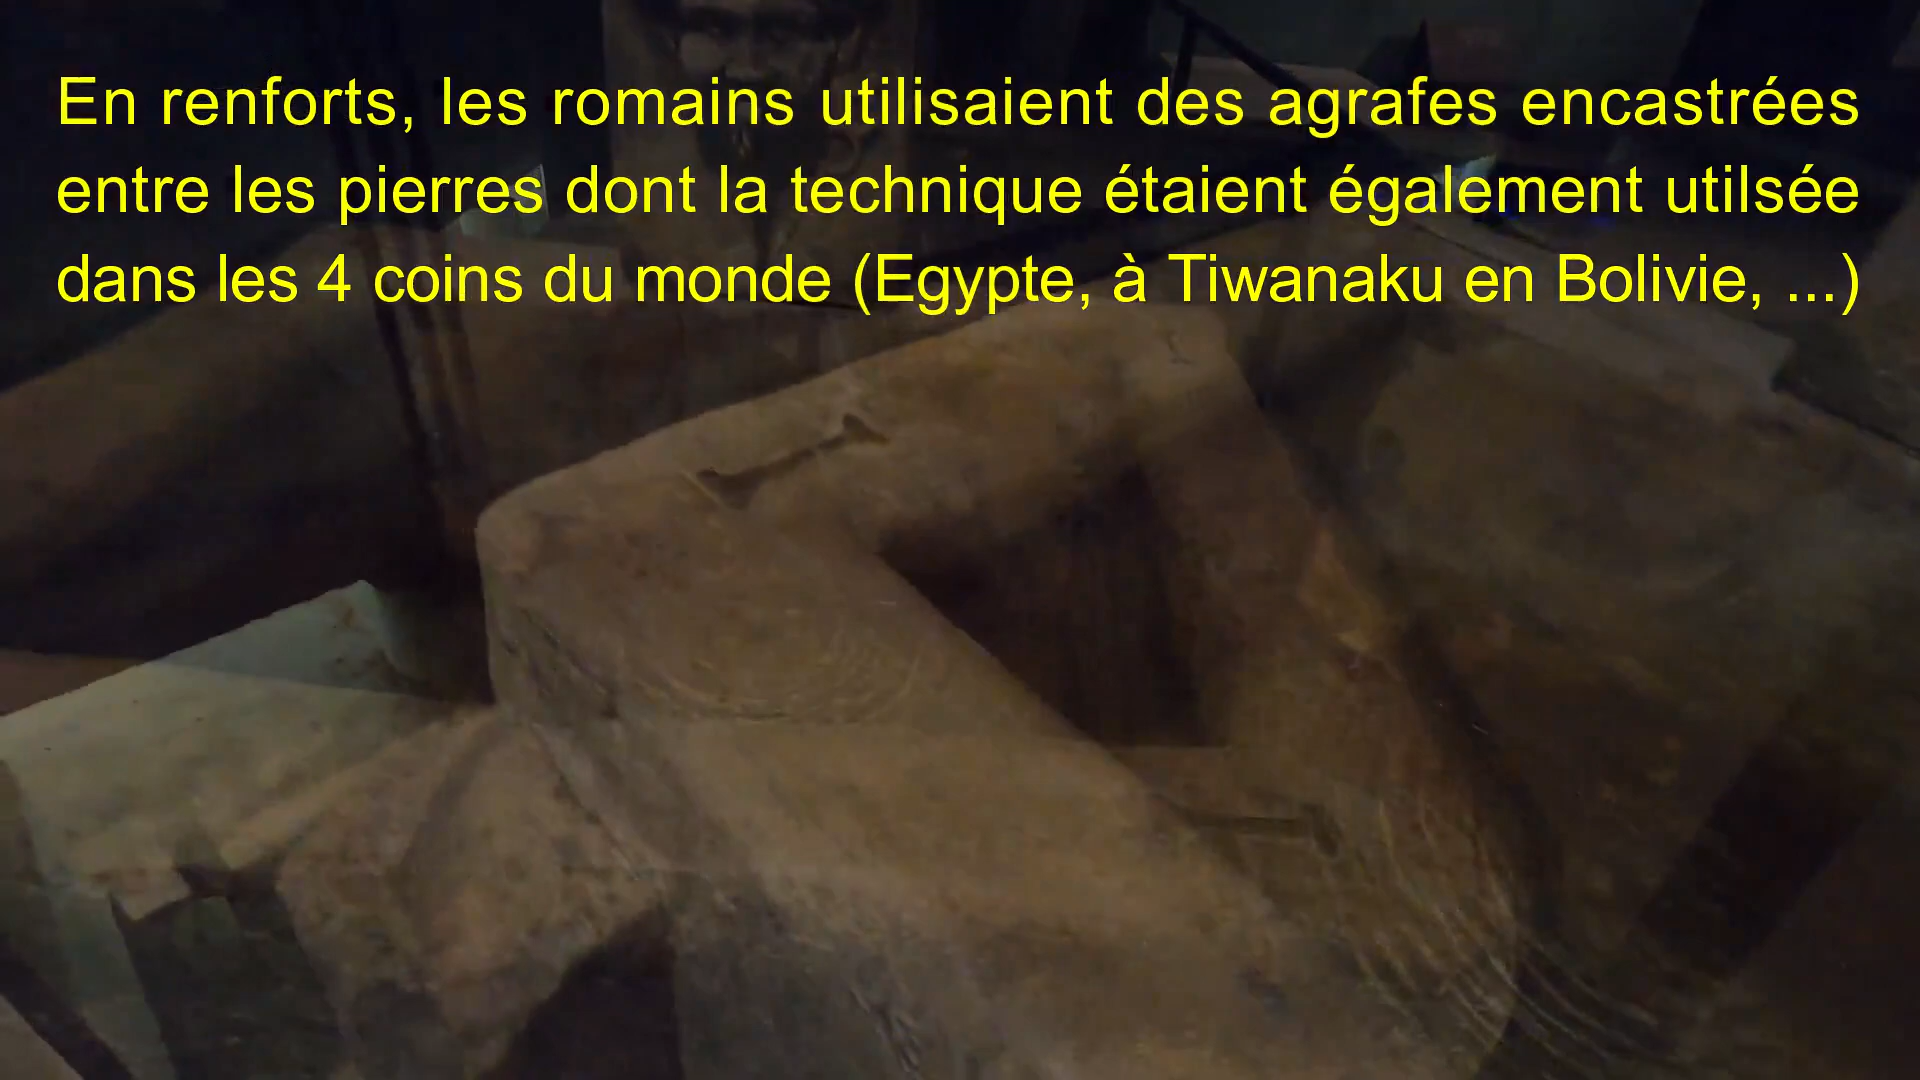 En renforts, les romains utilisaient des agrafes encastrées
entre les pierres dont la technique étaient également utilsée
dans les 4 coins du monde (Egypte, à Tiwanaku en Bolivie, ...)